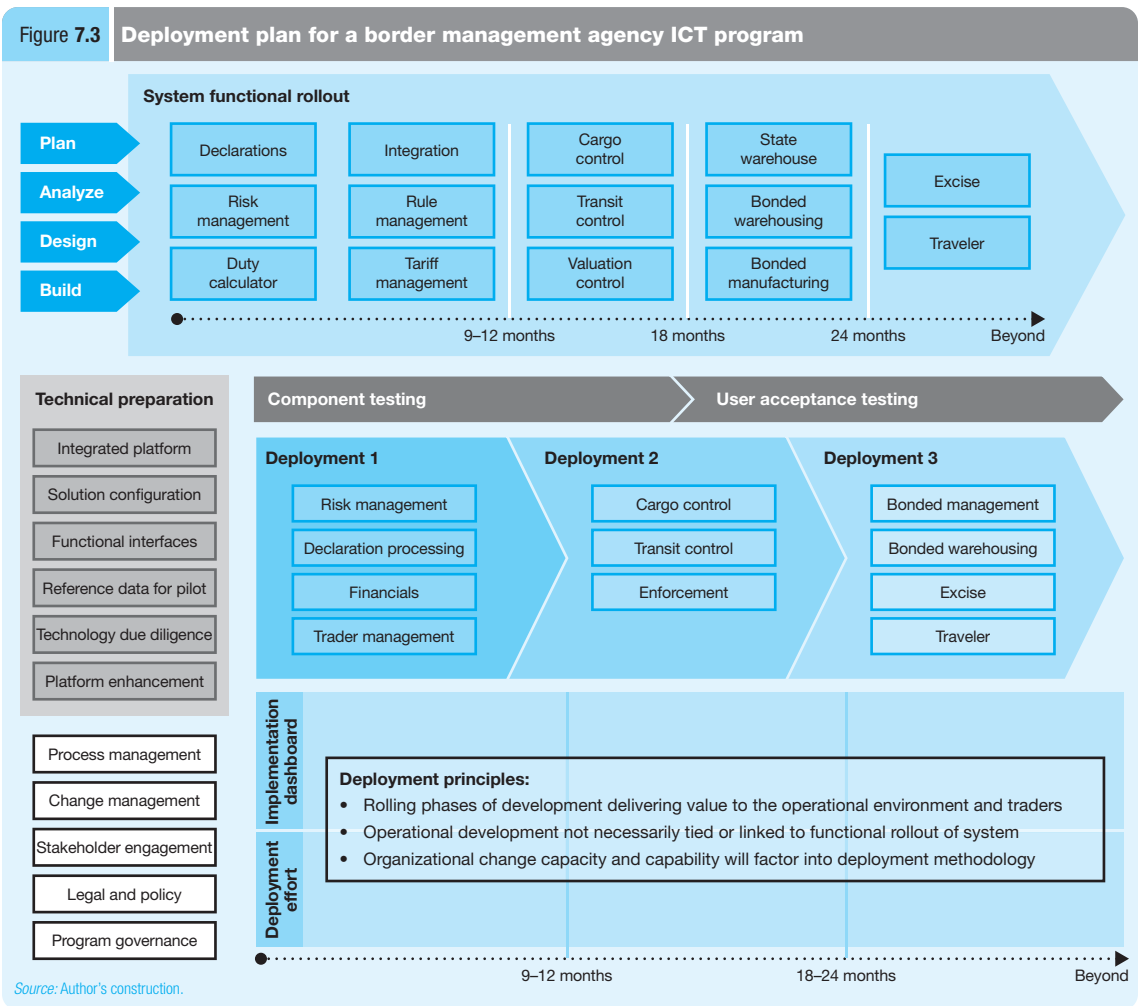 Figure 7.3
Deployment plan for a border management agency ICT program
System functional rollout
Plan
Analyze
Design
Build
Declarations
Risk
management
Duty
calculator
Integration
Rule
management
Tariff
management
Cargo
control
Transit
control
Valuation
control
State
warehouse
Bonded
warehousing
Bonded
manufacturing
Excise
Traveler
9–12 months
18 months
24 months
Beyond
Technical preparation
Integrated platform
Solution configuration
Functional interfaces
Reference data for pilot
Technology due diligence
Platform enhancement
Process management
Change management
Stakeholder engagement
Legal and policy
Program governance
Component testing
User acceptance testing
Deployment 1
Risk management
Declaration processing
Financials
Trader management
Deployment 2
Cargo control
Transit control
Enforcement
Deployment 3
Bonded management
Bonded warehousing
Excise
Traveler
Implementation
dashboard
Deployment
effort
Deployment principles:
• Rolling phases of development delivering value to the operational environment and traders
• Operational development not necessarily tied or linked to functional rollout of system
• Organizational change capacity and capability will factor into deployment methodology
9–12 months
18–24 months
Beyond
Source: Author's construction.